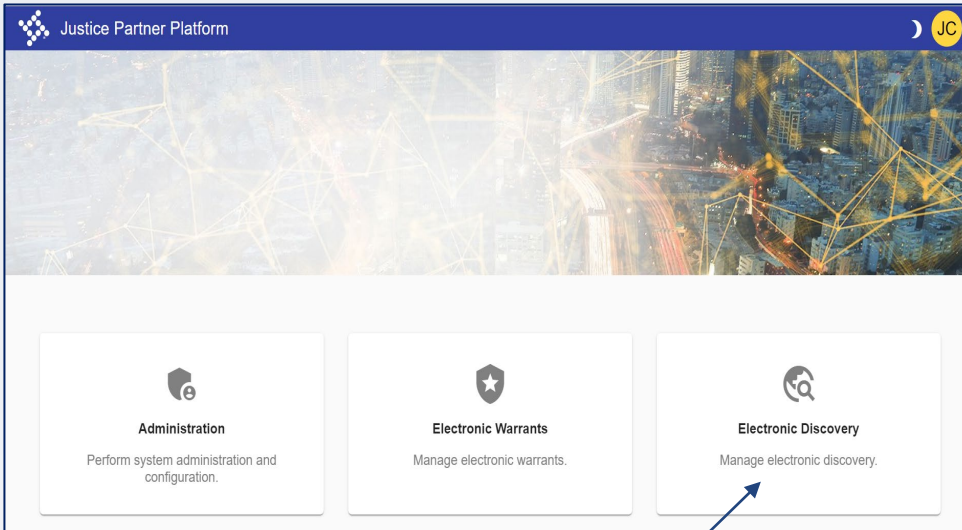 Justice Partner Platform
JC
Administration
Perform system administration and
configuration.
Electronic Warrants
Manage electronic warrants.
Electronic Discovery
Manage electronic discovery.